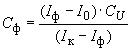 C_ф = (I_ф - I_0) · C_U / (I_к - I_ф)